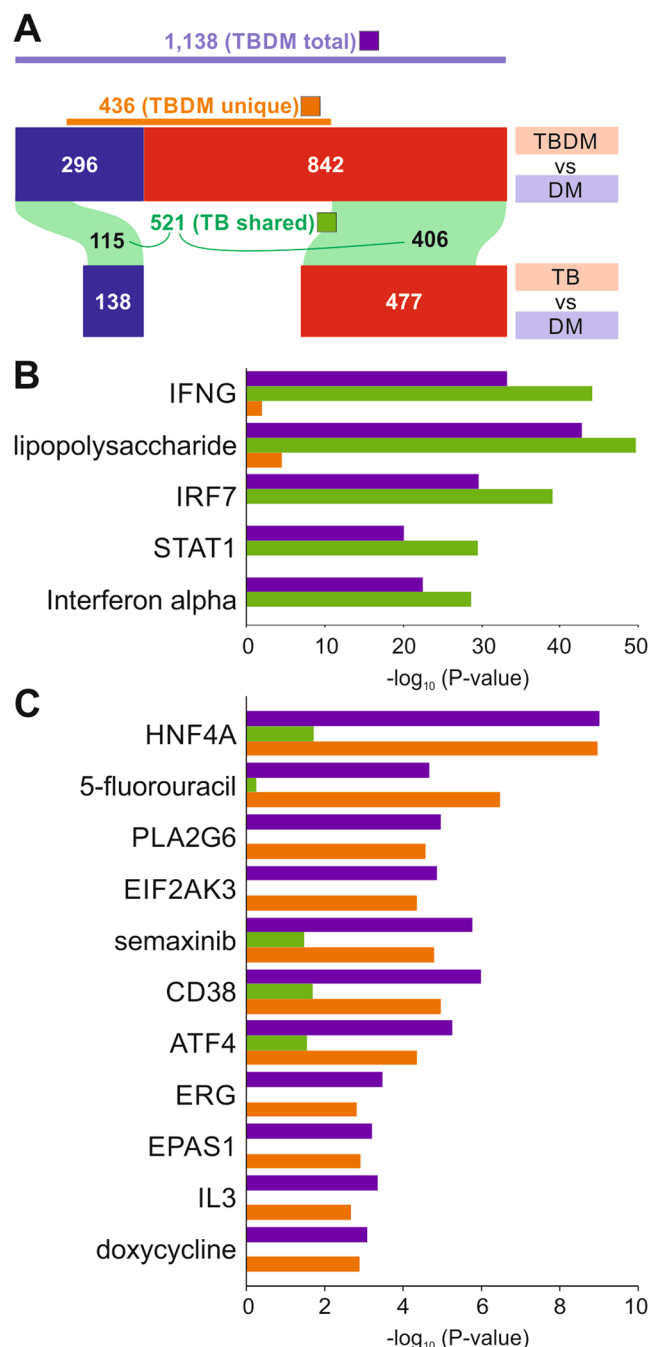 A
1,138 (TBDM total)
436 (TBDM unique)
296 842 TBDM
vs
DM
521 (TB shared)
115 406
138 477 TB
vs
DM
B
IFNG
lipopolysaccharide
IRF7
STAT1
Interferon alpha
0 10 20 30 40 50
-log10 (P-value)
C
HNF4A
5-fluorouracil
PLA2G6
EIF2AK3
semaxinib
CD38
ATF4
ERG
EPAS1
IL3
doxycycline
0 2 4 6 8 10
-log10 (P-value)